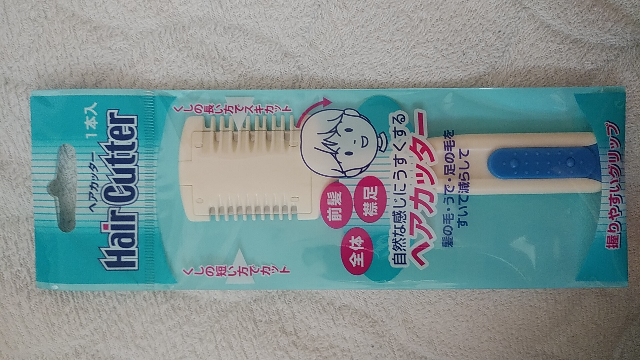 ヘアカッター 1本入
Hair Cutter
くしの長い方でスキカット
前髪
襟足
全体
くしの短い方でカット
自然な感じにうすくする
ヘアカッター
髪の毛・うで・足の毛を
すいて減らして
握りやすいグリップ